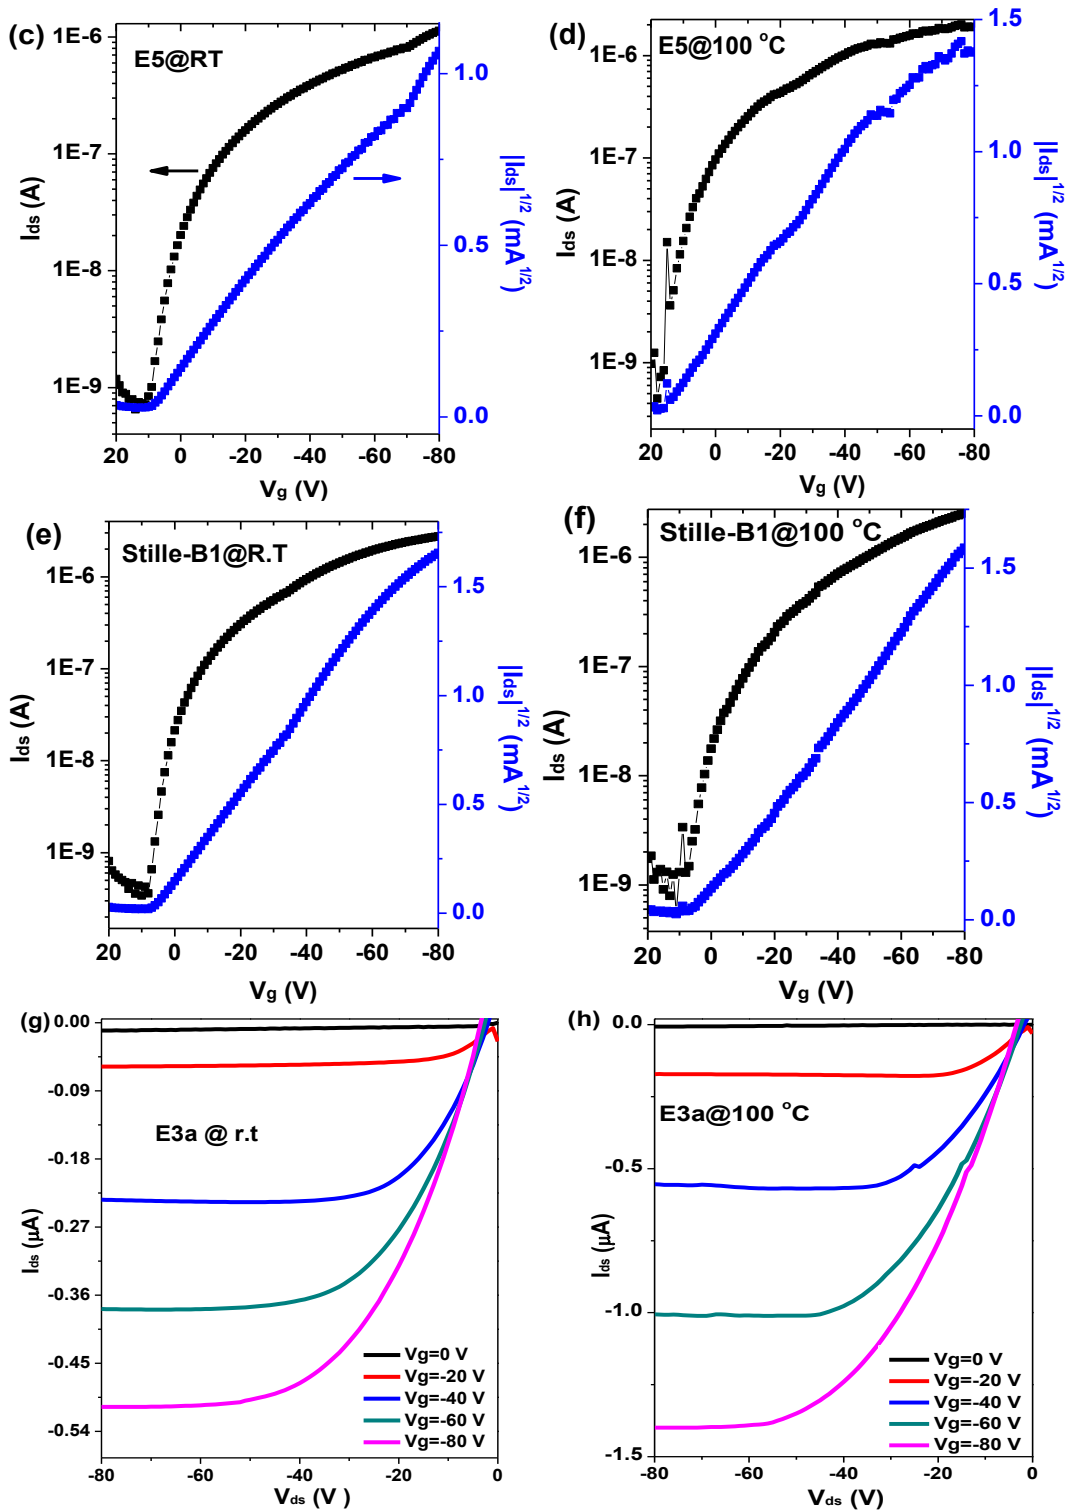 (c)
E5@RT
1E-6
1E-7
1E-8
1E-9
Ids (A)
1.0
0.5
0.0
|Ids|1/2 (mA1/2)
20 0 -20 -40 -60 -80
Vg (V)
(d)
E5@100 °C
1E-6
1E-7
1E-8
1E-9
Ids (A)
1.5
1.0
0.5
0.0
|Ids|1/2 (mA1/2)
20 0 -20 -40 -60 -80
Vg (V)
(e)
Stille-B1@R.T
1E-6
1E-7
1E-8
1E-9
Ids (A)
1.5
1.0
0.5
0.0
|Ids|1/2 (mA1/2)
20 0 -20 -40 -60 -80
Vg (V)
(f)
Stille-B1@100 °C
1E-6
1E-7
1E-8
1E-9
Ids (A)
1.5
1.0
0.5
0.0
|Ids|1/2 (mA1/2)
20 0 -20 -40 -60 -80
Vg (V)
(g)
0.00
-0.09
-0.18
-0.27
-0.36
-0.45
-0.54
Ids (μA)
E3a @ r.t
Vg=0 V
Vg=-20 V
Vg=-40 V
Vg=-60 V
Vg=-80 V
-80 -60 -40 -20 0
Vds (V )
(h)
0.0
-0.5
-1.0
-1.5
Ids (μA)
E3a@100 °C
Vg=0 V
Vg=-20 V
Vg=-40 V
Vg=-60 V
Vg=-80 V
-80 -60 -40 -20 0
Vds (V)